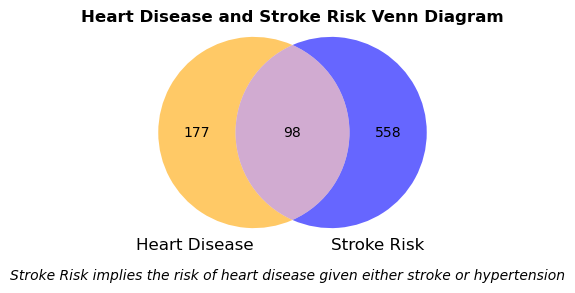 Heart Disease and Stroke Risk Venn Diagram
177 98 558
Heart Disease Stroke Risk
Stroke Risk implies the risk of heart disease given either stroke or hypertension